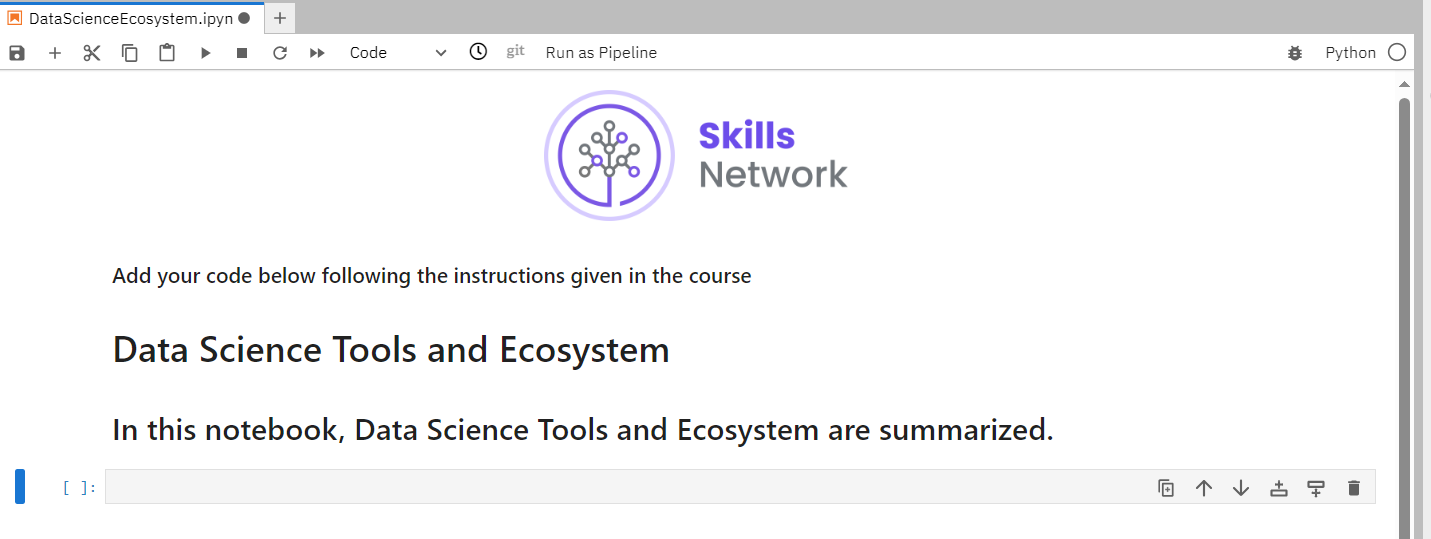 DataScienceEcosystem.ipyn
Code git Run as Pipeline Python
Skills
Network
Add your code below following the instructions given in the course
Data Science Tools and Ecosystem
In this notebook, Data Science Tools and Ecosystem are summarized.
[ ]: